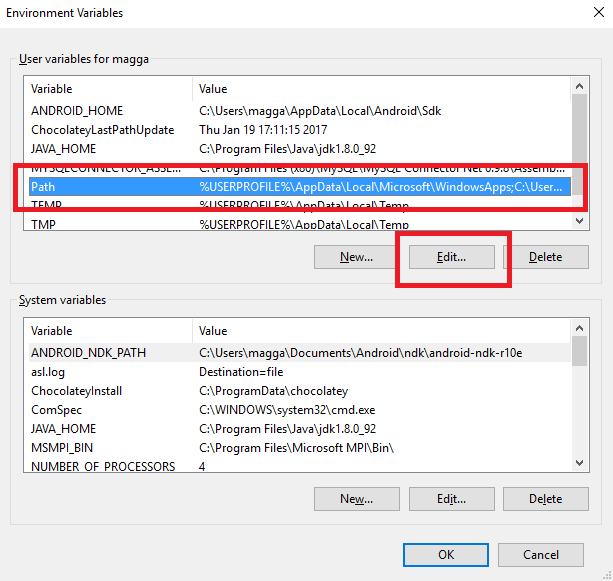 Environment Variables
User variables for magga
Variable Value
ANDROID_HOME C:\Users\magga\AppData\Local\Android\Sdk
ChocolateyLastPathUpdate Thu Jan 19 17:11:15 2017
JAVA_HOME C:\Program Files\Java\jdk1.8.0_92
MYSQLCONNECTOR_ASSE... C:\Program Files (x86)\MySQL\MySQL Connector Net 6.9.8\Assemb...
Path %USERPROFILE%\AppData\Local\Microsoft\WindowsApps;C:\User...
TEMP %USERPROFILE%\AppData\Local\Temp
TMP %USERPROFILE%\AppData\Local\Temp
New... Edit... Delete
System variables
Variable Value
ANDROID_NDK_PATH C:\Users\magga\Documents\Android\ndk\android-ndk-r10e
asl.log Destination=file
ChocolateyInstall C:\ProgramData\chocolatey
ComSpec C:\WINDOWS\system32\cmd.exe
JAVA_HOME C:\Program Files\Java\jdk1.8.0_92
MSMPI_BIN C:\Program Files\Microsoft MPI\Bin\
NUMBER_OF_PROCESSORS 4
New... Edit... Delete
OK Cancel